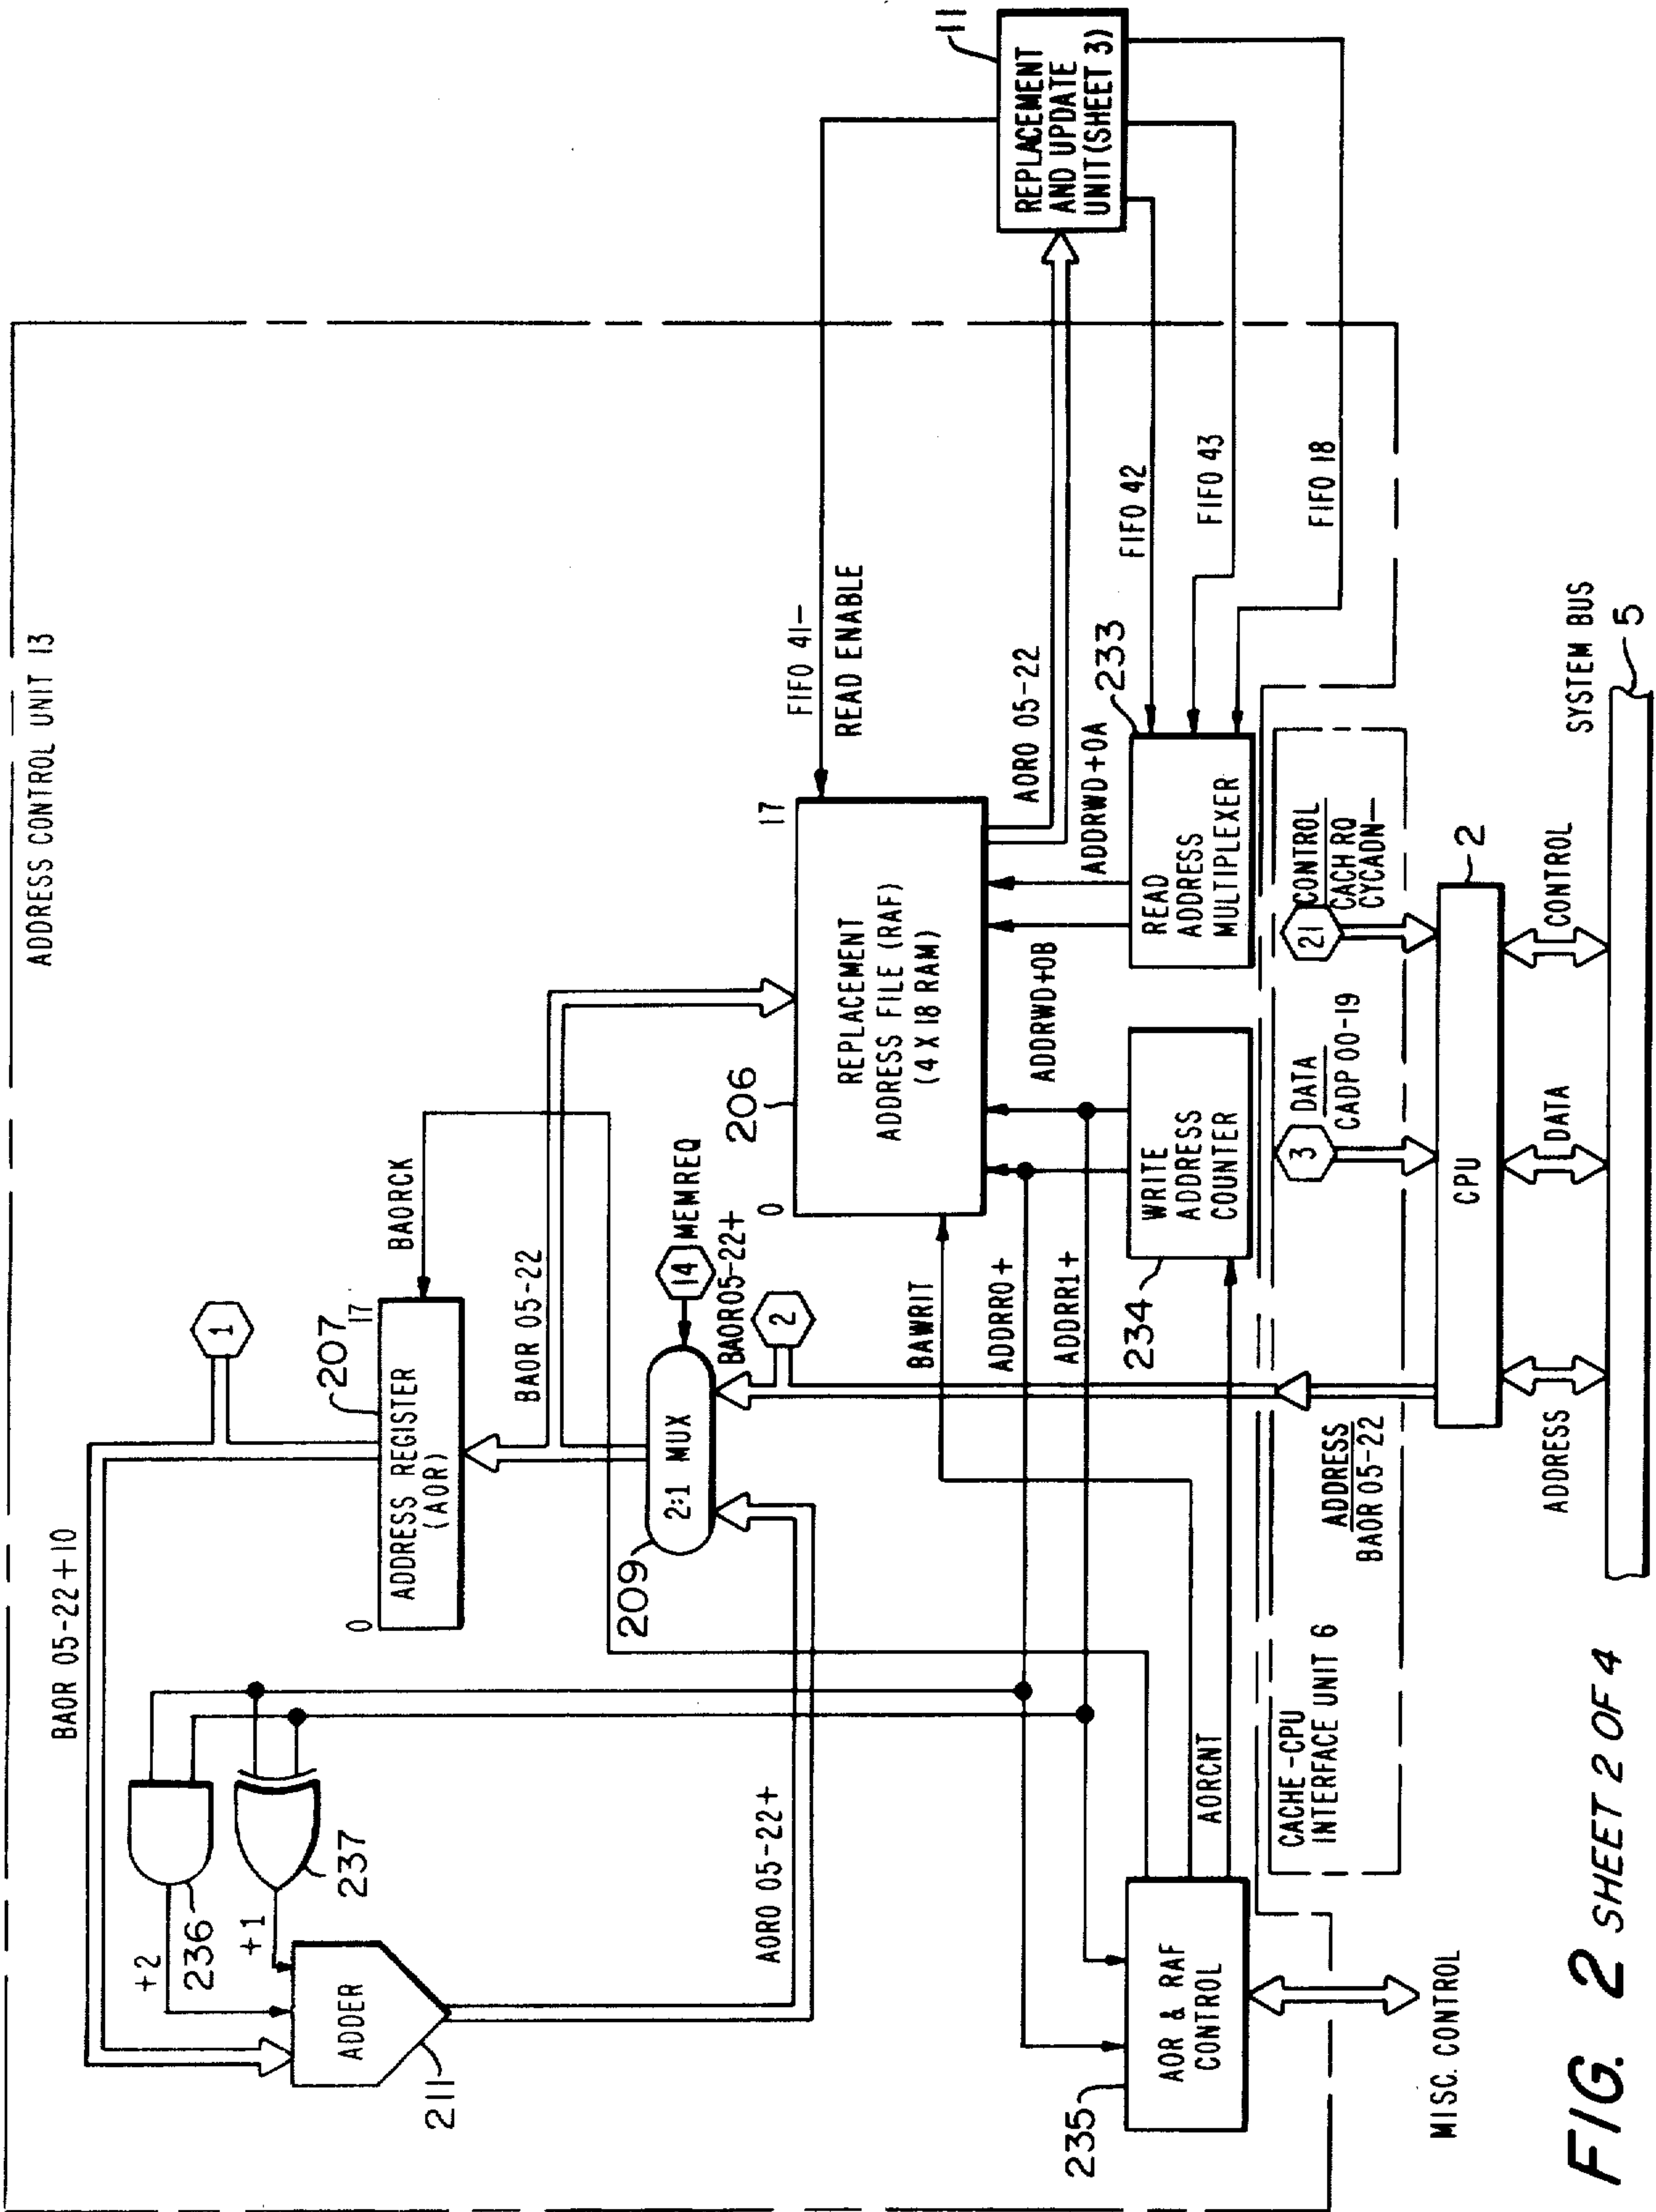 ADDRESS CONTROL UNIT 13
BAOR 05-22+10
1
+2
236
+1
237
ADDER
211
207
0
17
ADDRESS REGISTER
(AOR)
BAORCK
BAOR 05-22
209
2:1 MUX
14
MEMREQ
BAOR05-22+
2
AORO 05-22+
206
0
17
REPLACEMENT
ADDRESS FILE (RAF)
(4 X 18 RAM)
FIFO 41-
READ ENABLE
AORO 05-22
11
REPLACEMENT
AND UPDATE
UNIT(SHEET 3)
BAWRIT
ADDRR0+
ADDRR1+
ADDRWD+0B
ADDRWD+0A
FIFO 42
FIFO 43
FIFO 18
235
AOR & RAF
CONTROL
AORCNT
234
WRITE
ADDRESS
COUNTER
233
READ
ADDRESS
MULTIPLEXER
MISC. CONTROL
CACHE-CPU
INTERFACE UNIT 6
ADDRESS
BAOR 05-22
3
DATA
CADP 00-19
21
CONTROL
CACH RQ
CYCADN-
CPU
2
ADDRESS
DATA
CONTROL
SYSTEM BUS
5
FIG. 2 SHEET 2 OF 4